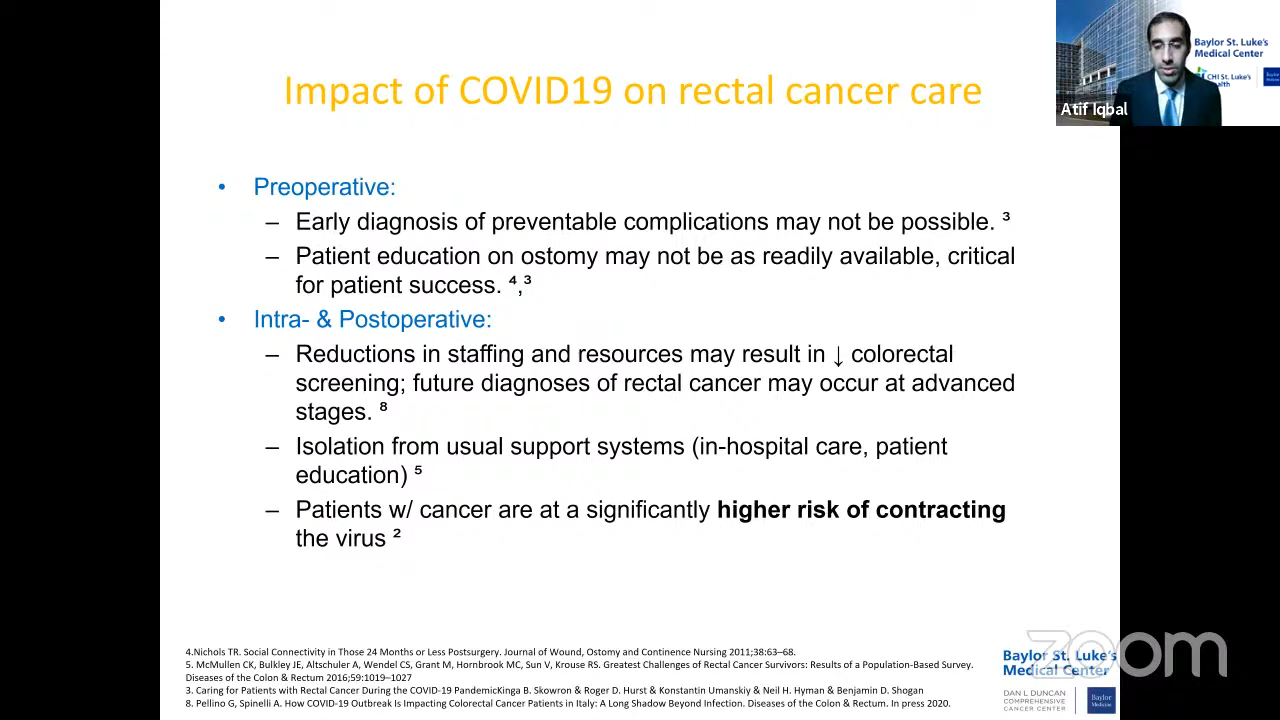 Impact of COVID19 on rectal cancer care
• Preoperative:
– Early diagnosis of preventable complications may not be possible. ³
– Patient education on ostomy may not be as readily available, critical
for patient success. ⁴,³
• Intra- & Postoperative:
– Reductions in staffing and resources may result in ↓ colorectal
screening; future diagnoses of rectal cancer may occur at advanced
stages. ⁸
– Isolation from usual support systems (in-hospital care, patient
education) ⁵
– Patients w/ cancer are at a significantly higher risk of contracting
the virus ²
4.Nichols TR. Social Connectivity in Those 24 Months or Less Postsurgery. Journal of Wound, Ostomy and Continence Nursing 2011;38:63–68.
5. McMullen CK, Bulkley JE, Altschuler A, Wendel CS, Grant M, Hornbrook MC, Sun V, Krouse RS. Greatest Challenges of Rectal Cancer Survivors: Results of a Population-Based Survey.
Diseases of the Colon & Rectum 2016;59:1019–1027
3. Caring for Patients with Rectal Cancer During the COVID-19 PandemicKinga B. Skowron & Roger D. Hurst & Konstantin Umanskiy & Neil H. Hyman & Benjamin D. Shogan
8. Pellino G, Spinelli A. How COVID-19 Outbreak Is Impacting Colorectal Cancer Patients in Italy: A Long Shadow Beyond Infection. Diseases of the Colon & Rectum. In press 2020.
Baylor St. Luke's
Medical Center
DAN L DUNCAN
COMPREHENSIVE
CANCER CENTER
Baylor
Medicine
zoom
Baylor St. Luke's
Medical Center
CHI St. Luke's
Baylor
Atif Iqbal